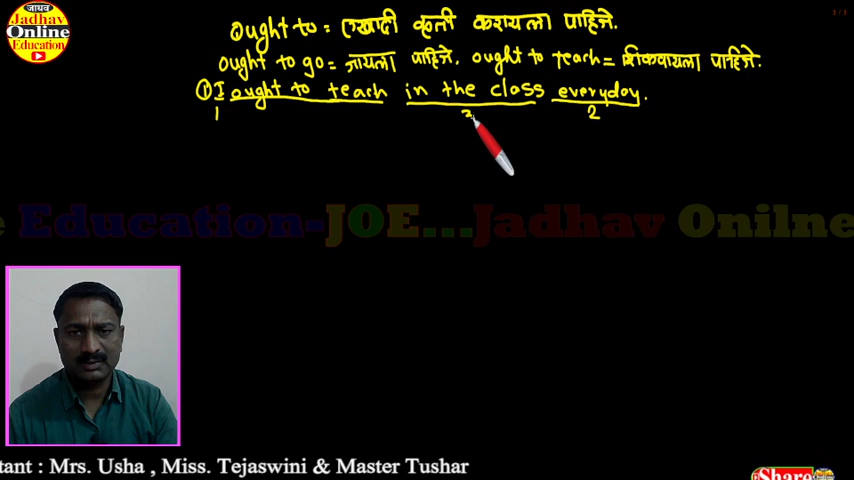 जाधव
Jadhav
Online
Education
Ought to = एखादी कृती करायला पाहिजे.
Ought to go = जायला पाहिजे, ought to teach = शिकवायला पाहिजे.
① I ought to teach in the class everyday.
1 3 2
e Education-JOE...Jadhav Onilne
tant : Mrs. Usha , Miss. Tejaswini & Master Tushar
Share